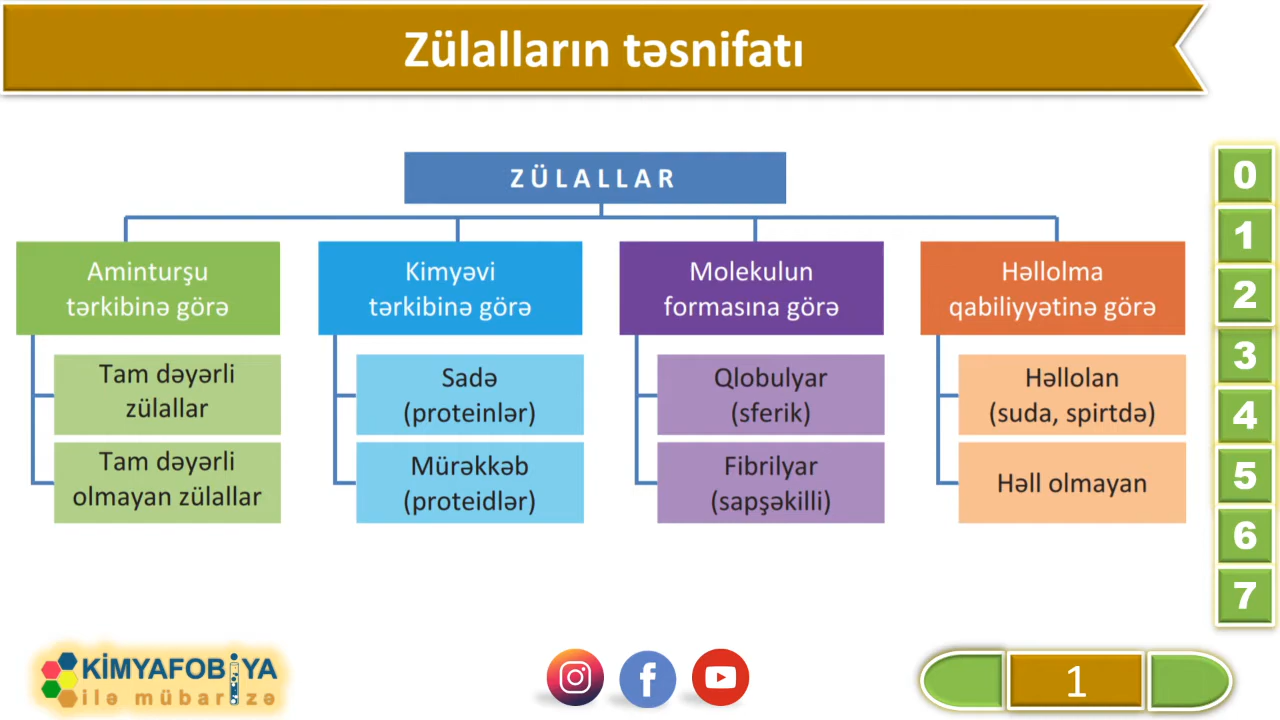 Zülalların təsnifatı
ZÜLALLAR
Aminturşu
tərkibinə görə
Tam dəyərli
zülallar
Tam dəyərli
olmayan zülallar
Kimyəvi
tərkibinə görə
Sadə
(proteinlər)
Mürəkkəb
(proteidlər)
Molekulun
formasına görə
Qlobulyar
(sferik)
Fibrilyar
(sapşəkilli)
Həllolma
qabiliyyətinə görə
Həllolan
(suda, spirtdə)
Həll olmayan
0
1
2
3
4
5
6
7
KİMYAFOBİYA
ilə mübarizə
1